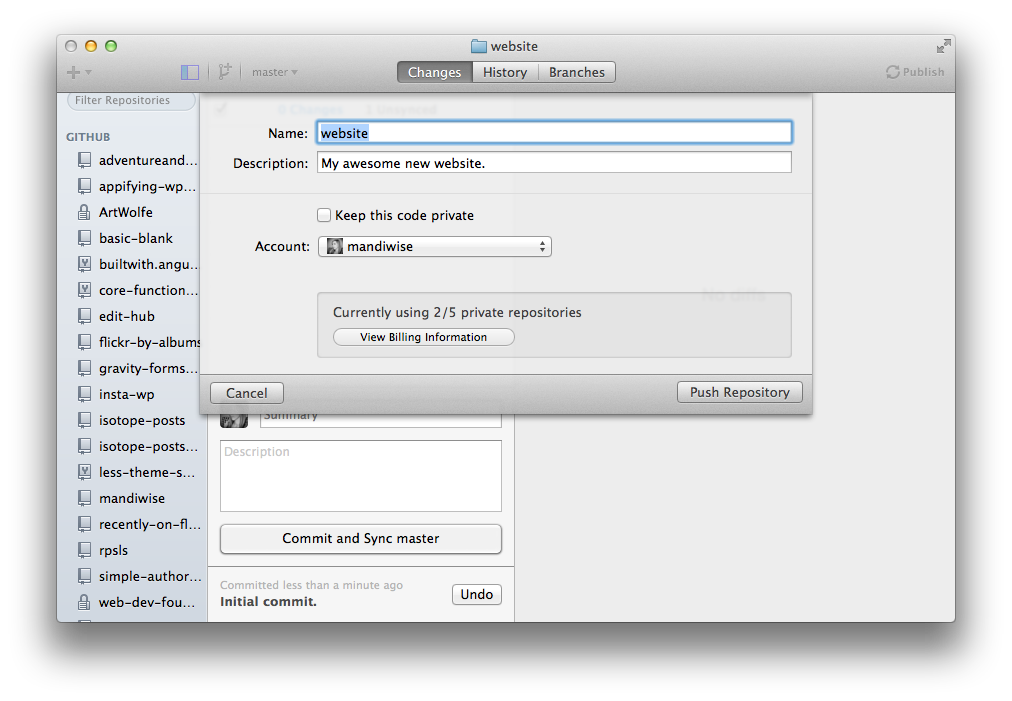 website
master
Changes
History
Branches
Publish
Filter Repositories
GITHUB
adventureand...
appifying-wp...
ArtWolfe
basic-blank
builtwith.angu...
core-function...
edit-hub
flickr-by-albums
gravity-forms...
insta-wp
isotope-posts
isotope-posts...
less-theme-s...
mandiwise
recently-on-fl...
rpsls
simple-author...
web-dev-fou...
Name: website
Description: My awesome new website.
Keep this code private
Account: mandiwise
No diffs
Currently using 2/5 private repositories
View Billing Information
Cancel
Push Repository
Summary
Description
Commit and Sync master
Committed less than a minute ago
Initial commit.
Undo